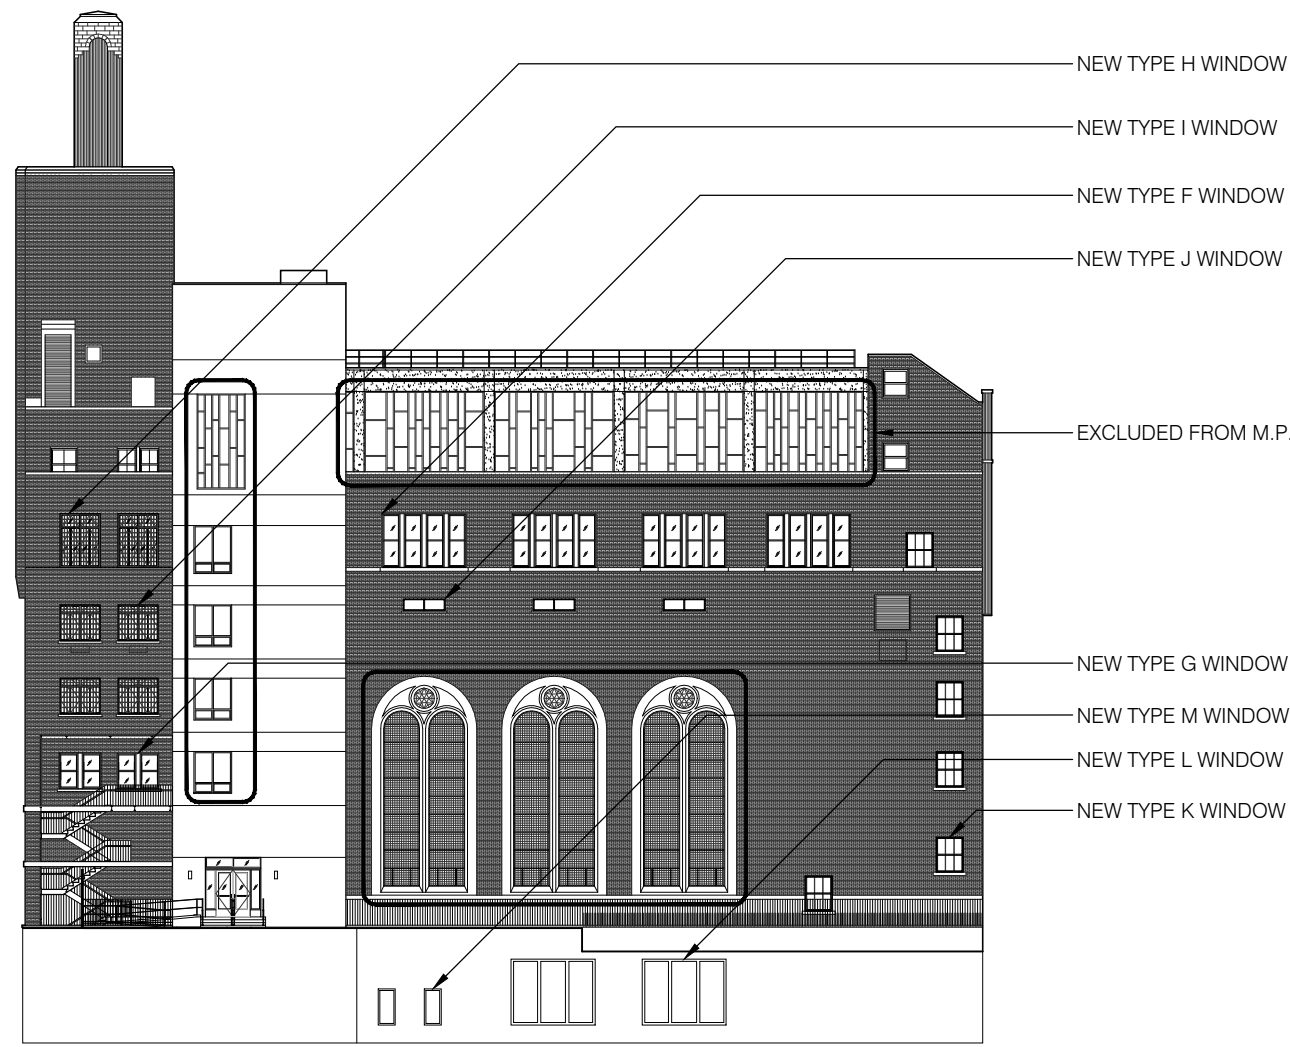 NEW TYPE H WINDOW
NEW TYPE I WINDOW
NEW TYPE F WINDOW
NEW TYPE J WINDOW
EXCLUDED FROM M.P.
NEW TYPE G WINDOW
NEW TYPE M WINDOW
NEW TYPE L WINDOW
NEW TYPE K WINDOW